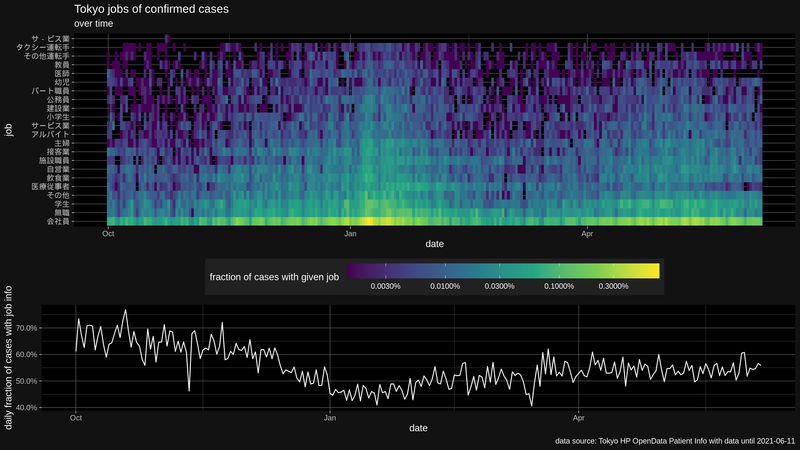 Tokyo jobs of confirmed cases
over time
サ - ビス業
タクシー運転手
その他運転手
教員
医師
幼児
パート職員
公務員
建設業
小学生
サービス業
アルバイト
主婦
接客業
施設職員
自営業
飲食業
医療従事者
その他
学生
無職
会社員
job
Oct Jan Apr
date
fraction of cases with given job
0.0030% 0.0100% 0.0300% 0.1000% 0.3000%
daily fraction of cases with job info
70.0%
60.0%
50.0%
40.0%
Oct Jan Apr
date
data source: Tokyo HP OpenData Patient Info with data until 2021-06-11